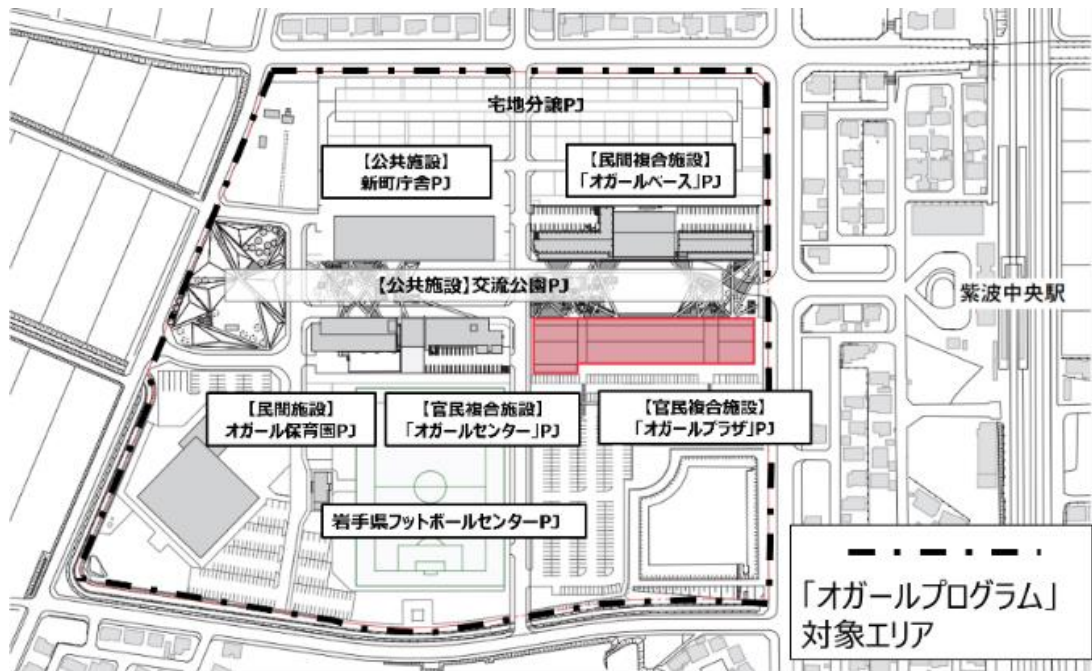 宅地分譲PJ
【公共施設】
新町庁舎PJ
【民間複合施設】
「オガールベース」PJ
【公共施設】交流公園PJ
紫波中央駅
【民間施設】
オガール保育園PJ
【官民複合施設】
「オガールセンター」PJ
【官民複合施設】
「オガールプラザ」PJ
岩手県フットボールセンターPJ
「オガールプログラム」
対象エリア